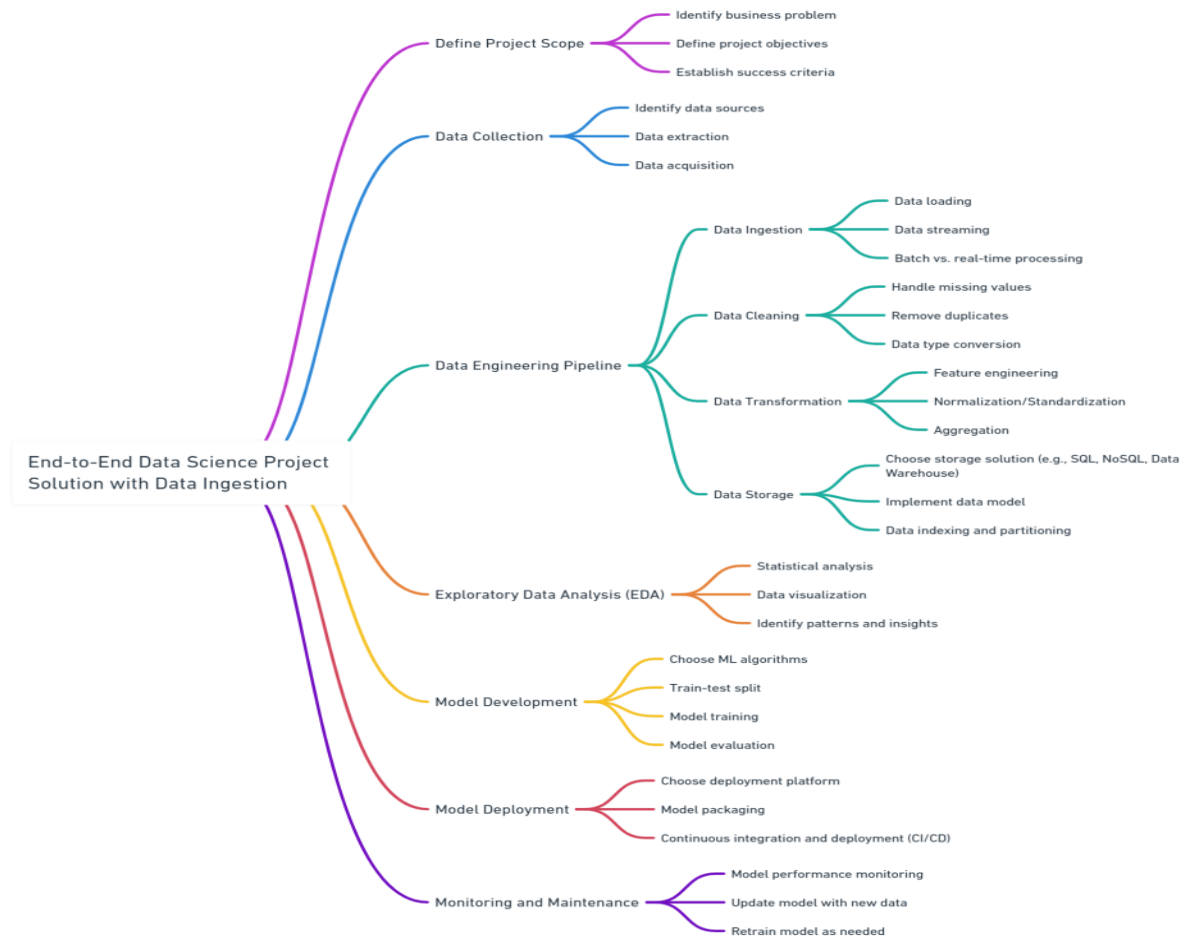 End-to-End Data Science Project
Solution with Data Ingestion
Define Project Scope
Identify business problem
Define project objectives
Establish success criteria
Data Collection
Identify data sources
Data extraction
Data acquisition
Data Engineering Pipeline
Data Ingestion
Data loading
Data streaming
Batch vs. real-time processing
Data Cleaning
Handle missing values
Remove duplicates
Data type conversion
Data Transformation
Feature engineering
Normalization/Standardization
Aggregation
Data Storage
Choose storage solution (e.g., SQL, NoSQL, Data
Warehouse)
Implement data model
Data indexing and partitioning
Exploratory Data Analysis (EDA)
Statistical analysis
Data visualization
Identify patterns and insights
Model Development
Choose ML algorithms
Train-test split
Model training
Model evaluation
Model Deployment
Choose deployment platform
Model packaging
Continuous integration and deployment (CI/CD)
Monitoring and Maintenance
Model performance monitoring
Update model with new data
Retrain model as needed